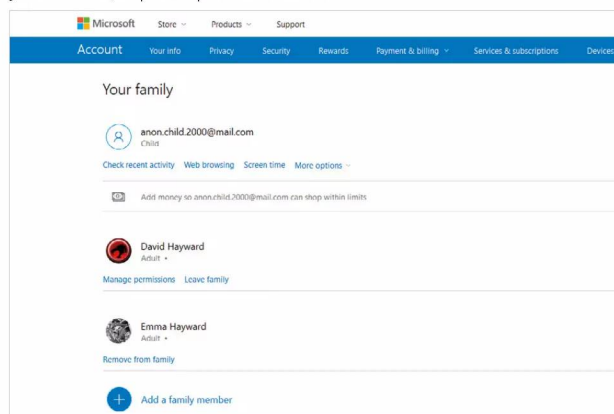 Microsoft Store Products Support
Account Your info Privacy Security Rewards Payment & billing Services & subscriptions Devices
Your family
anon.child.2000@mail.com
Child
Check recent activity Web browsing Screen time More options
Add money so anon.child.2000@mail.com can shop within limits
David Hayward
Adult •
Manage permissions Leave family
Emma Hayward
Adult •
Remove from family
Add a family member